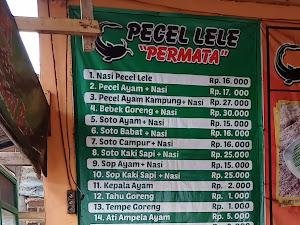 PECEL LELE
"PERMATA"
1. Nasi Pecel Lele Rp. 16.000
2. Pecel Ayam + Nasi Rp. 17.000
3. Pecel Ayam Kampung + Nasi Rp. 27.000
4. Bebek Goreng + Nasi Rp. 30.000
5. Soto Ayam + Nasi Rp. 15.000
6. Soto Babat + Nasi Rp. 16.000
7. Soto Campur + Nasi Rp. 16.000
8. Soto Kaki Sapi + Nasi Rp. 25.000
9. Sop Ayam + Nasi Rp. 15.000
10. Sop Kaki Sapi + Nasi Rp. 25.000
11. Kepala Ayam Rp. 2.000
12. Tahu Goreng Rp. 1.000
13. Tempe Goreng Rp. 1.000
14. Ati Ampela Ayam Rp. 5.000